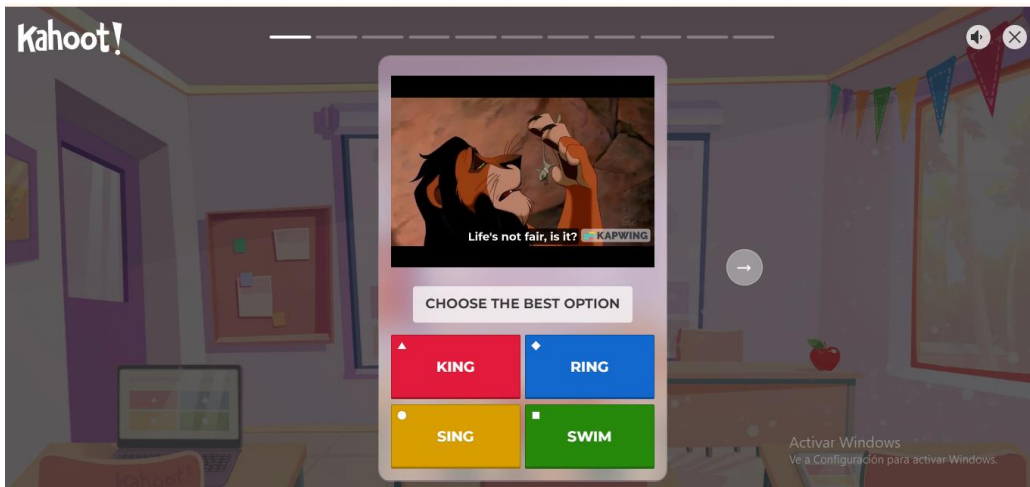 Kahoot!
Life's not fair, is it? KAPWING
CHOOSE THE BEST OPTION
KING
RING
SING
SWIM
Activar Windows
Ve a Configuración para activar Windows.
Kahoot!